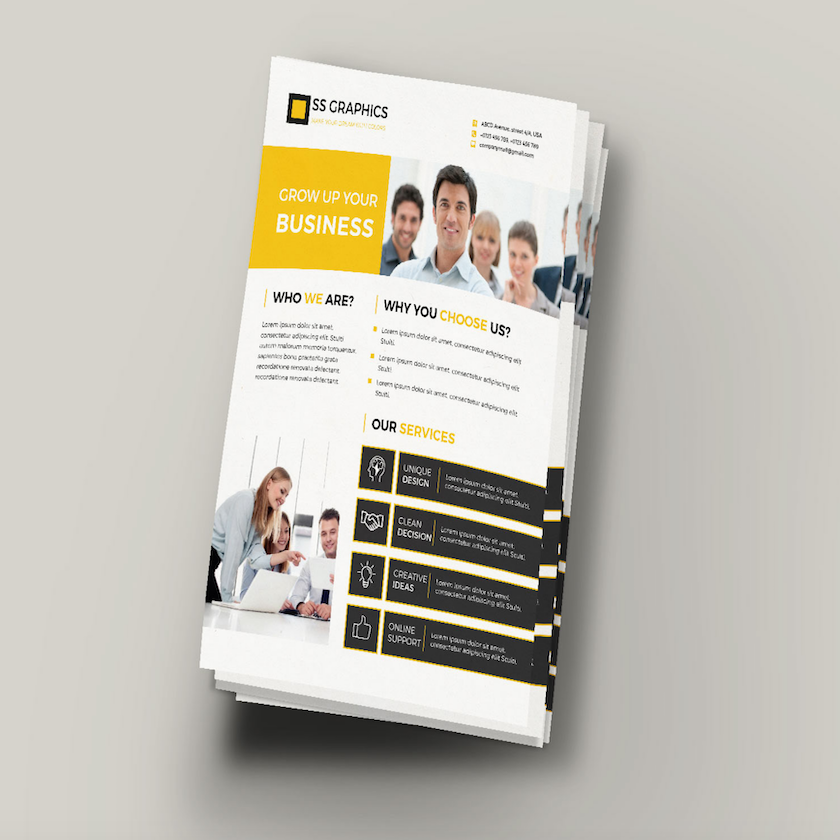 SS GRAPHICS
ABCD Avenue, street 4/A, USA
+0123 456 789, +0123 456 789
companymail@gmail.com
GROW UP YOUR
BUSINESS
WHO WE ARE?
Lorem ipsum dolor sit amet,
consectetur adipiscing elit.
Stulti
autem malorum memoria torquentur,
sapientes bona praeterita grata
recordatione renovata delectant.
recordatione renovata delectant.
WHY YOU CHOOSE US?
Lorem ipsum dolor sit amet, consectetur adipiscing elit
Stulti.
Lorem ipsum dolor sit amet, consectetur adipiscing elit
Stulti.
Lorem ipsum dolor sit amet, consectetur adipiscing elit
Stulti.
OUR SERVICES
UNIQUE
DESIGN
Lorem ipsum dolor sit amet,
consectetur adipiscing elit Stulti.
CLEAN
DECISION
Lorem ipsum dolor sit amet,
consectetur adipiscing elit Stulti.
CREATIVE
IDEAS
Lorem ipsum dolor sit amet,
consectetur adipiscing elit Stulti.
ONLINE
SUPPORT
Lorem ipsum dolor sit amet,
consectetur adipiscing elit Stulti.